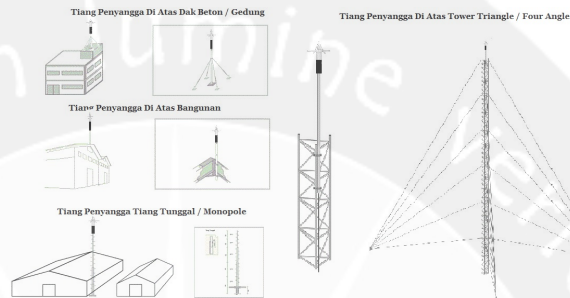 Tiang Penyangga Di Atas Dak Beton / Gedung
Tiang Penyangga Di Atas Tower Triangle / Four Angle
Tiang Penyangga Di Atas Bangunan
Tiang Penyangga Tiang Tunggal / Monopole